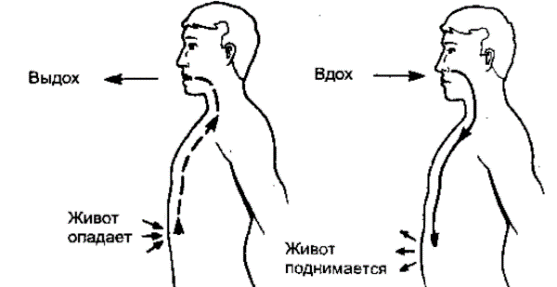 Выдох
Вдох
Живот
опадает
Живот
поднимается